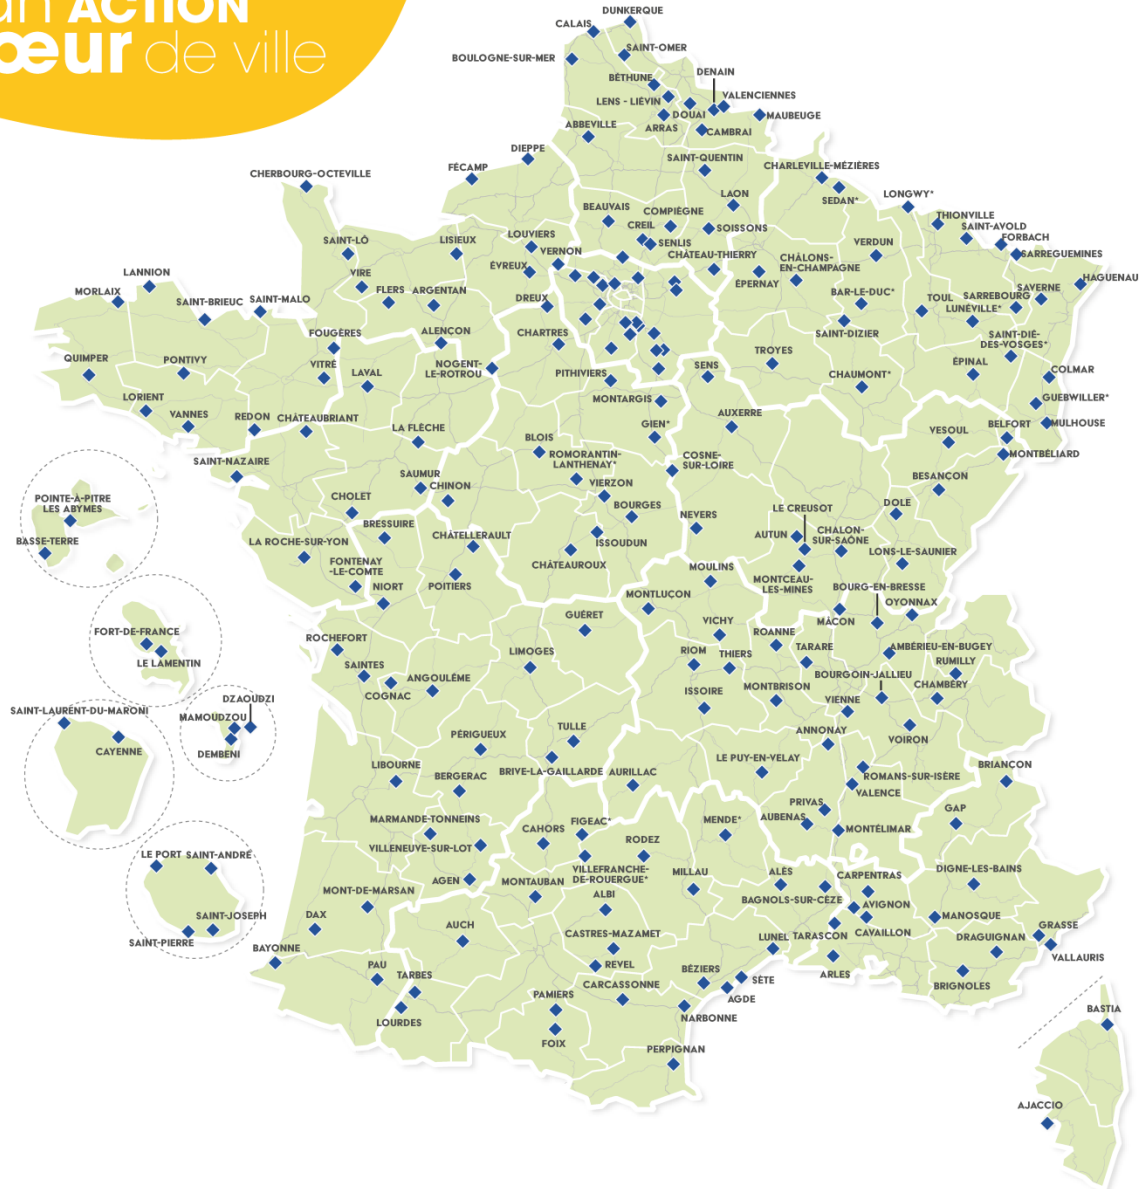 an ACTION
cœur de ville
DUNKERQUE
CALAIS
SAINT-OMER
BOULOGNE-SUR-MER
DENAIN
BÉTHUNE
VALENCIENNES
LENS - LIÉVIN
DOUAI
MAUBEUGE
ABBEVILLE
ARRAS
CAMBRAI
DIEPPE
SAINT-QUENTIN
CHARLEVILLE-MÉZIÈRES
FÉCAMP
CHERBOURG-OCTEVILLE
LAON
SEDAN*
LONGWY*
BEAUVAIS
COMPIÈGNE
THIONVILLE
CREIL
SOISSONS
SAINT-AVOLD
LOUVIERS
FORBACH
SAINT-LÔ
LISIEUX
SENLIS
VERDUN
VERNON
CHÂTEAU-THIERRY
CHÂLONS-
EN-CHAMPAGNE
SARREGUEMINES
ÉVREUX
LANNION
VIRE
ÉPERNAY
HAGUENAU
MORLAIX
FLERS
ARGENTAN
BAR-LE-DUC*
SAVERNE
SAINT-BRIEUC
SAINT-MALO
DREUX
TOUL
SARREBOURG
LUNÉVILLE*
FOUGÈRES
ALENÇON
CHARTRES
SAINT-DIZIER
SAINT-DIÉ-
DES-VOSGES*
QUIMPER
PONTIVY
VITRÉ
LAVAL
NOGENT-
LE-ROTROU
PITHIVIERS
SENS
TROYES
ÉPINAL
COLMAR
CHAUMONT*
LORIENT
MONTARGIS
GUEBWILLER*
VANNES
REDON
CHÂTEAUBRIANT
LA FLÈCHE
GIEN*
AUXERRE
BELFORT
MULHOUSE
VESOUL
BLOIS
ROMORANTIN-
LANTHENAY*
COSNE-
SUR-LOIRE
MONTBÉLIARD
SAINT-NAZAIRE
SAUMUR
CHINON
VIERZON
BESANÇON
POINTE-À-PITRE
LES ABYMES
CHOLET
BOURGES
NEVERS
LE CREUSOT
DOLE
BASSE-TERRE
BRESSUIRE
CHÂTELLERAULT
AUTUN
CHALON-
SUR-SAÔNE
LA ROCHE-SUR-YON
ISSOUDUN
LONS-LE-SAUNIER
FONTENAY
-LE-COMTE
CHÂTEAUROUX
MOULINS
MONTCEAU-
LES-MINES
NIORT
POITIERS
MONTLUÇON
BOURG-EN-BRESSE
OYONNAX
GUÉRET
VICHY
MÂCON
FORT-DE-FRANCE
ROCHEFORT
ROANNE
TARARE
AMBÉRIEU-EN-BUGEY
LE LAMENTIN
SAINTES
LIMOGES
RIOM
THIERS
RUMILLY
ANGOULÊME
BOURGOIN-JALLIEU
COGNAC
ISSOIRE
MONTBRISON
CHAMBÉRY
DZAOUDZI
VIENNE
SAINT-LAURENT-DU-MARONI
MAMOUDZOU
ANNONAY
VOIRON
CAYENNE
DEMBENI
PÉRIGUEUX
TULLE
LIBOURNE
BERGERAC
BRIVE-LA-GAILLARDE
AURILLAC
LE PUY-EN-VELAY
ROMANS-SUR-ISÈRE
BRIANÇON
VALENCE
PRIVAS
MARMANDE-TONNEINS
CAHORS
FIGEAC*
MENDE*
AUBENAS
GAP
VILLENEUVE-SUR-LOT
RODEZ
MONTÉLIMAR
LE PORT
SAINT-ANDRÉ
VILLEFRANCHE-
DE-ROUERGUE*
AGEN
MONTAUBAN
MILLAU
ALÈS
CARPENTRAS
DIGNE-LES-BAINS
MONT-DE-MARSAN
ALBI
BAGNOLS-SUR-CÈZE
AVIGNON
SAINT-JOSEPH
DAX
AUCH
MANOSQUE
SAINT-PIERRE
CASTRES-MAZAMET
LUNEL
TARASCON
CAVAILLON
GRASSE
BAYONNE
DRAGUIGNAN
VALLAURIS
PAU
TARBES
REVEL
BÉZIERS
SÈTE
ARLES
CARCASSONNE
AGDE
BRIGNOLES
PAMIERS
BASTIA
LOURDES
NARBONNE
FOIX
PERPIGNAN
AJACCIO